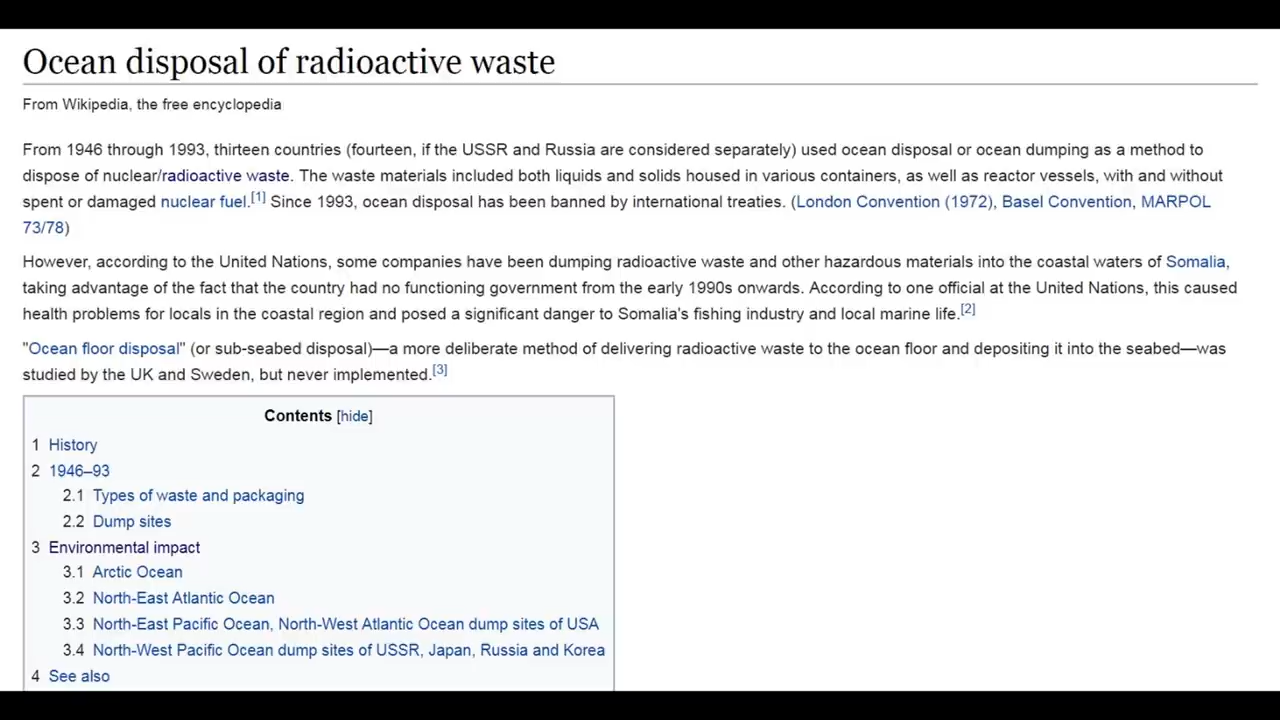 Ocean disposal of radioactive waste
From Wikipedia, the free encyclopedia
From 1946 through 1993, thirteen countries (fourteen, if the USSR and Russia are considered separately) used ocean disposal or ocean dumping as a method to
dispose of nuclear/radioactive waste. The waste materials included both liquids and solids housed in various containers, as well as reactor vessels, with and without
spent or damaged nuclear fuel.[1] Since 1993, ocean disposal has been banned by international treaties. (London Convention (1972), Basel Convention, MARPOL
73/78)
However, according to the United Nations, some companies have been dumping radioactive waste and other hazardous materials into the coastal waters of Somalia,
taking advantage of the fact that the country had no functioning government from the early 1990s onwards. According to one official at the United Nations, this caused
health problems for locals in the coastal region and posed a significant danger to Somalia's fishing industry and local marine life.[2]
"Ocean floor disposal" (or sub-seabed disposal)—a more deliberate method of delivering radioactive waste to the ocean floor and depositing it into the seabed—was
studied by the UK and Sweden, but never implemented.[3]
Contents [hide]
1 History
2 1946–93
2.1 Types of waste and packaging
2.2 Dump sites
3 Environmental impact
3.1 Arctic Ocean
3.2 North-East Atlantic Ocean
3.3 North-East Pacific Ocean, North-West Atlantic Ocean dump sites of USA
3.4 North-West Pacific Ocean dump sites of USSR, Japan, Russia and Korea
4 See also